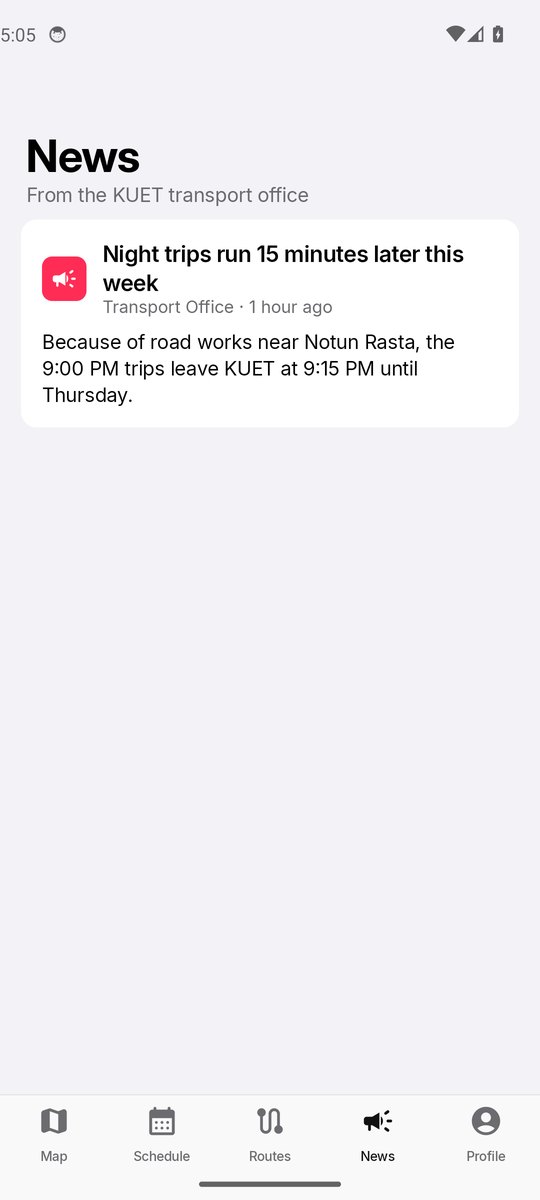 5:05
News
From the KUET transport office
Night trips run 15 minutes later this
week
Transport Office · 1 hour ago
Because of road works near Notun Rasta, the
9:00 PM trips leave KUET at 9:15 PM until
Thursday.
Map
Schedule
Routes
News
Profile